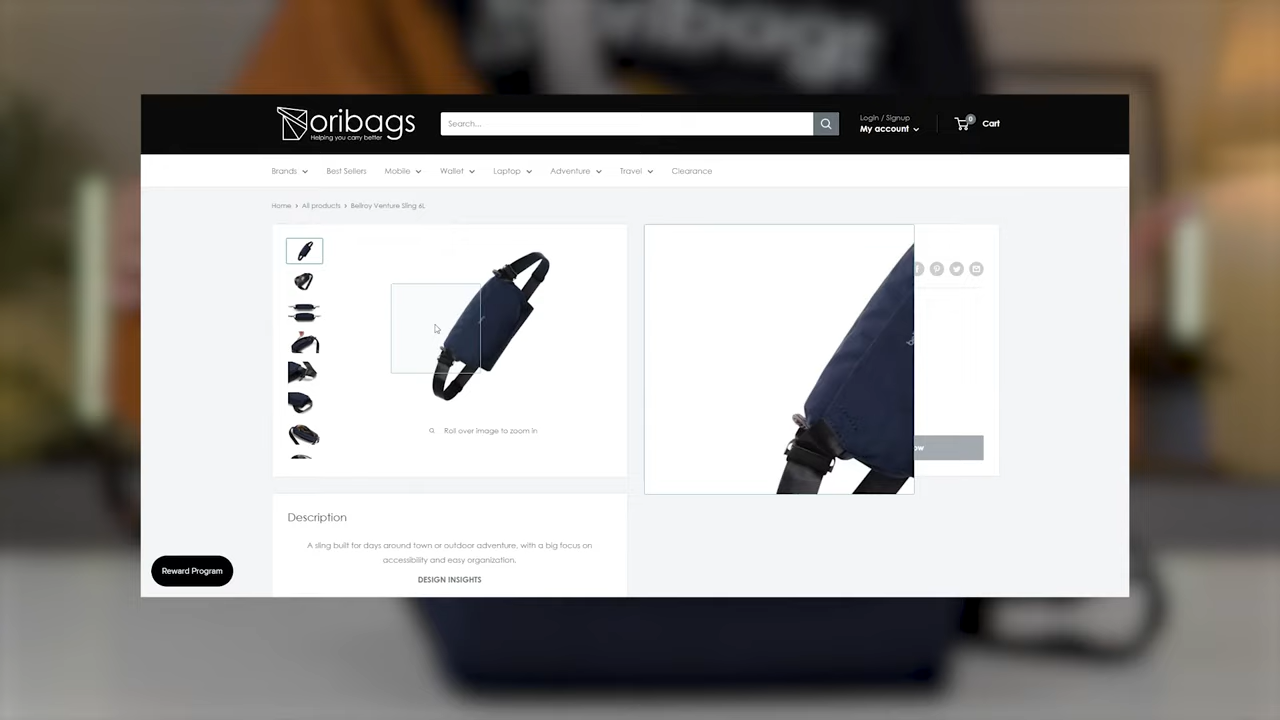 oribags
Helping you carry better
Search...
Login / Signup
My account
0
Cart
Brands
Best Sellers
Mobile
Wallet
Laptop
Adventure
Travel
Clearance
Home > All products > Bellroy Venture Sling 6L
Roll over image to zoom in
Description
A sling built for days around town or outdoor adventure, with a big focus on
accessibility and easy organization.
DESIGN INSIGHTS
Reward Program